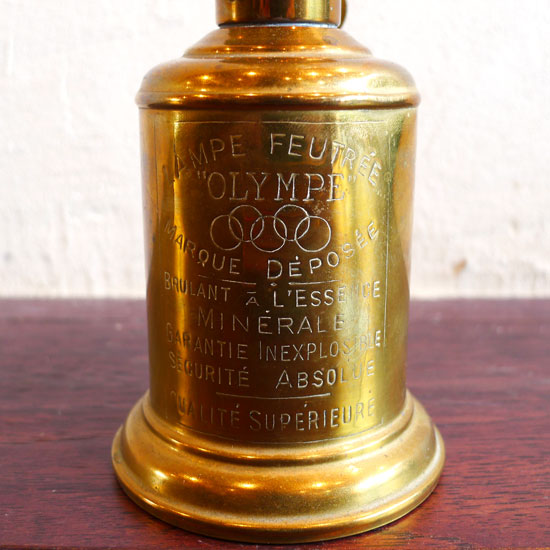 LAMPE FEUTRÉE
"OLYMPE"
MARQUE DÉPOSÉE
BRULANT À L'ESSENCE
MINÉRALE
GARANTIE INEXPLOSIBLE
SÉCURITÉ ABSOLUE
QUALITÉ SUPÉRIEURE